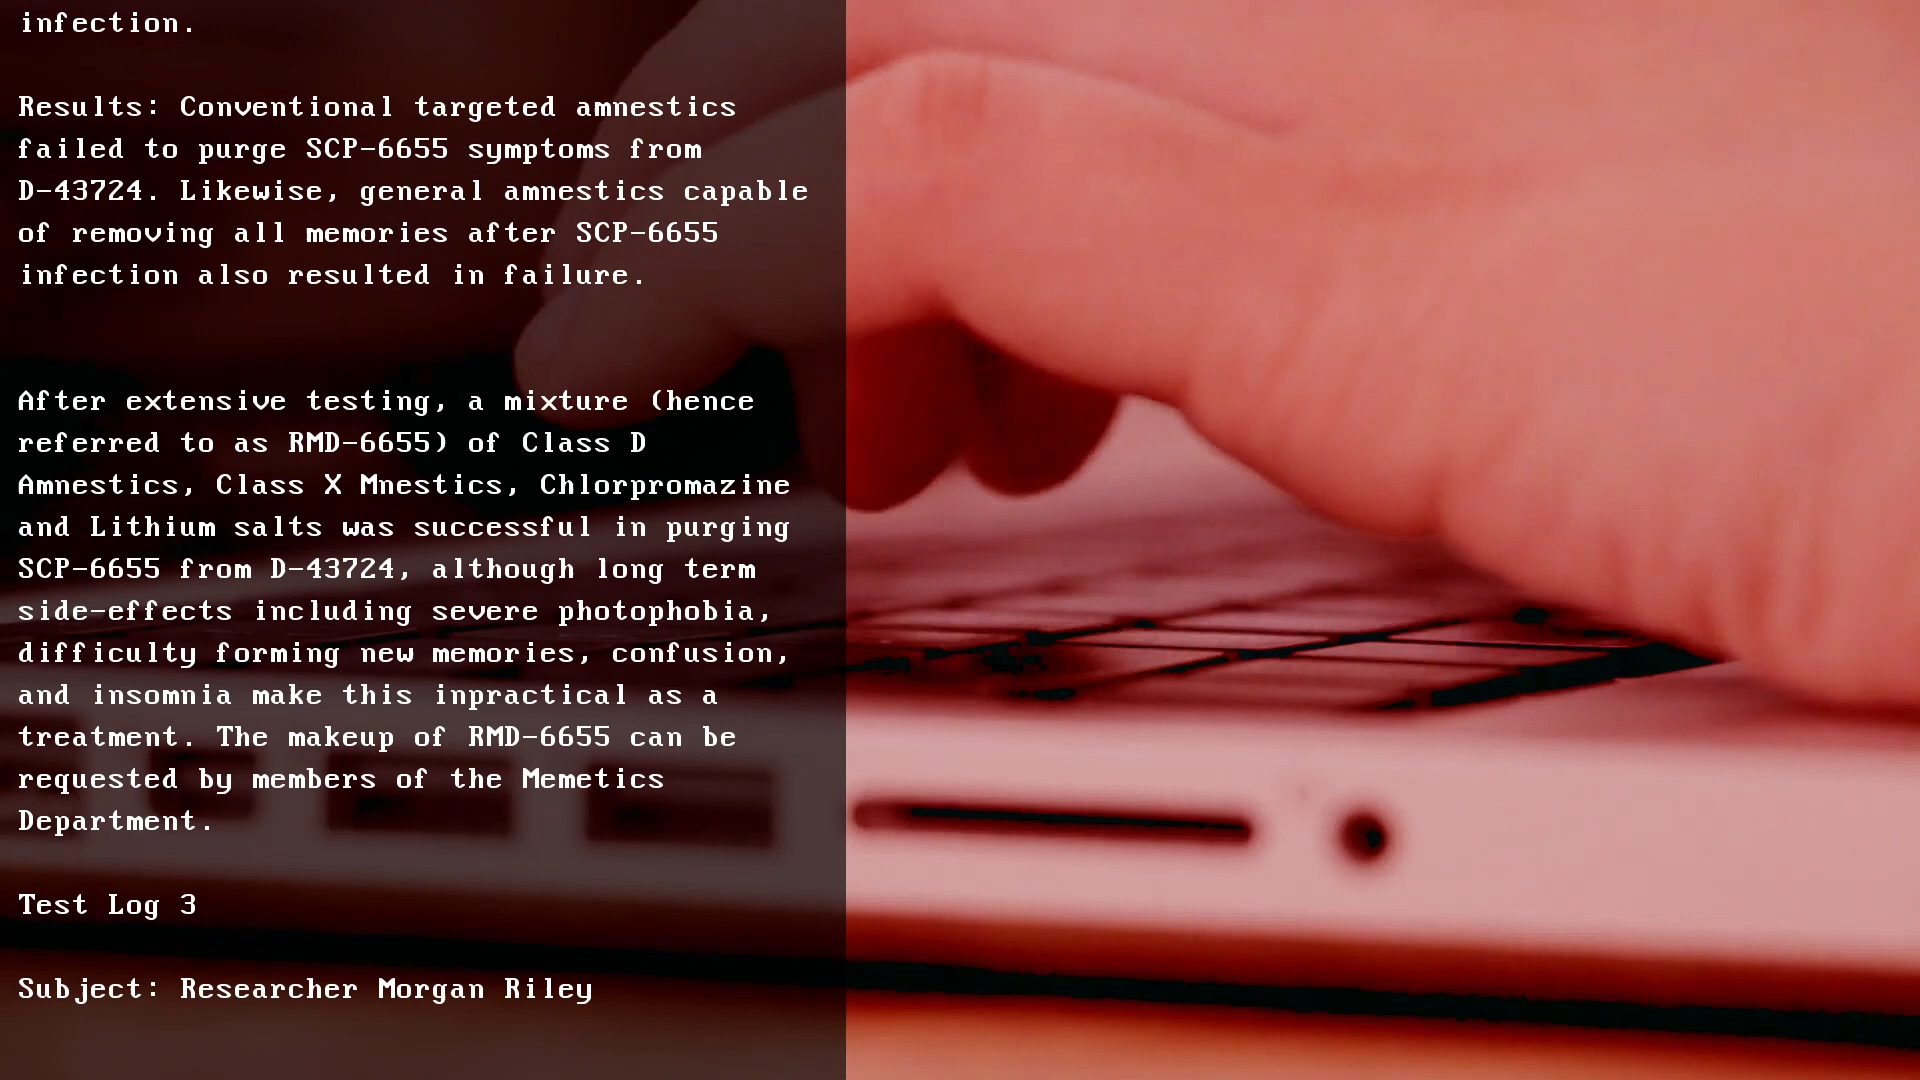 infection.
Results: Conventional targeted amnestics
failed to purge SCP-6655 symptoms from
D-43724. Likewise, general amnestics capable
of removing all memories after SCP-6655
infection also resulted in failure.
After extensive testing, a mixture (hence
referred to as RMD-6655) of Class D
Amnestics, Class X Mnestics, Chlorpromazine
and Lithium salts was successful in purging
SCP-6655 from D-43724, although long term
side-effects including severe photophobia,
difficulty forming new memories, confusion,
and insomnia make this inpractical as a
treatment. The makeup of RMD-6655 can be
requested by members of the Memetics
Department.
Test Log 3
Subject: Researcher Morgan Riley